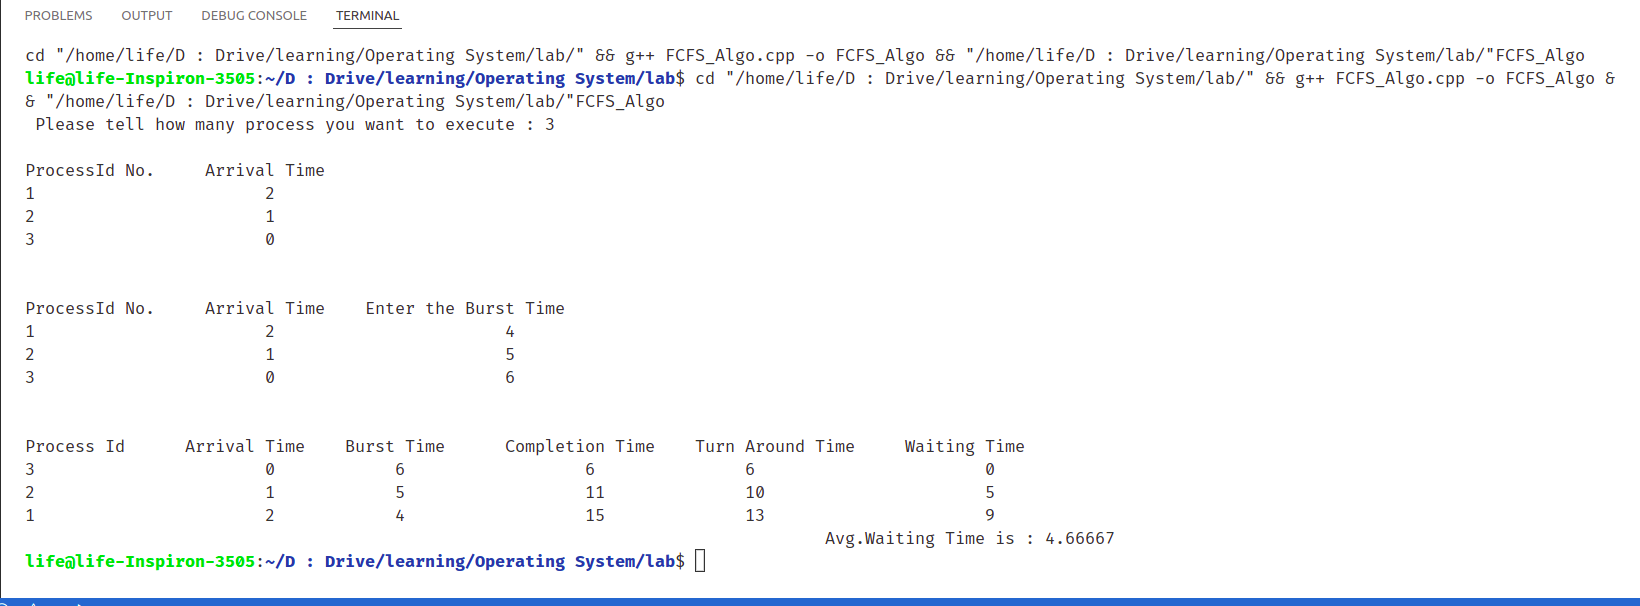 PROBLEMS OUTPUT DEBUG CONSOLE TERMINAL
cd "/home/life/D : Drive/learning/Operating System/lab/" && g++ FCFS_Algo.cpp -o FCFS_Algo && "/home/life/D : Drive/learning/Operating System/lab/"FCFS_Algo
life@life-Inspiron-3505:~/D : Drive/learning/Operating System/lab$ cd "/home/life/D : Drive/learning/Operating System/lab/" && g++ FCFS_Algo.cpp -o FCFS_Algo &
& "/home/life/D : Drive/learning/Operating System/lab/"FCFS_Algo
Please tell how many process you want to execute : 3
ProcessId No. Arrival Time
1 2
2 1
3 0
ProcessId No. Arrival Time Enter the Burst Time
1 2 4
2 1 5
3 0 6
Process Id Arrival Time Burst Time Completion Time Turn Around Time Waiting Time
3 0 6 6 6 0
2 1 5 11 10 5
1 2 4 15 13 9
Avg.Waiting Time is : 4.66667
life@life-Inspiron-3505:~/D : Drive/learning/Operating System/lab$